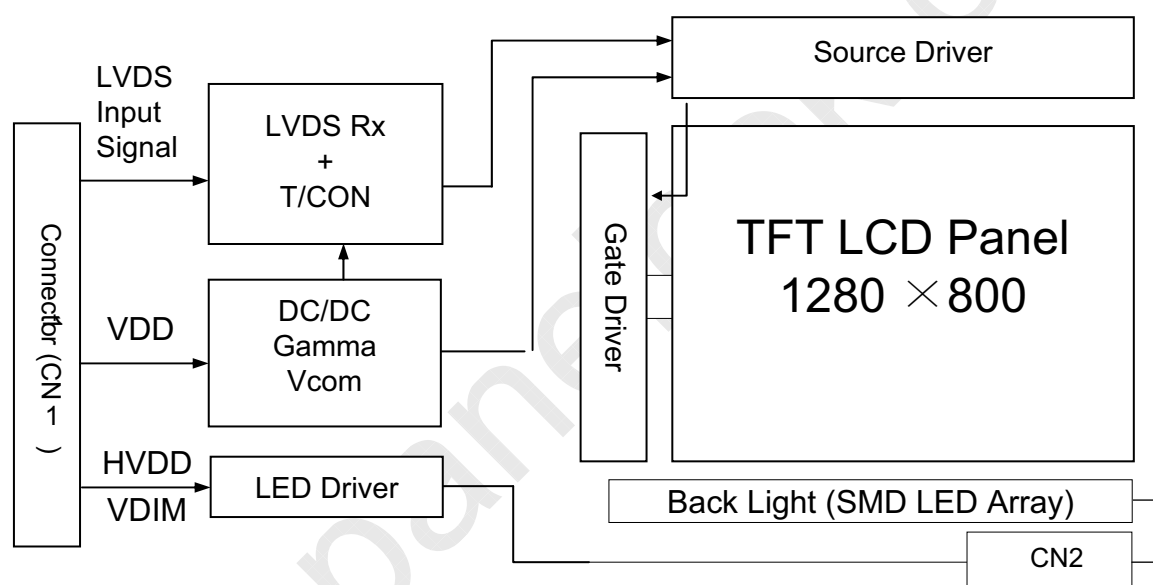 Source Driver
LVDS
Input
Signal
LVDS Rx
+
T/CON
Connector (CN1)
Gate Driver
TFT LCD Panel
1280 ×800
VDD
DC/DC
Gamma
Vcom
HVDD
VDIM
LED Driver
Back Light (SMD LED Array)
CN2